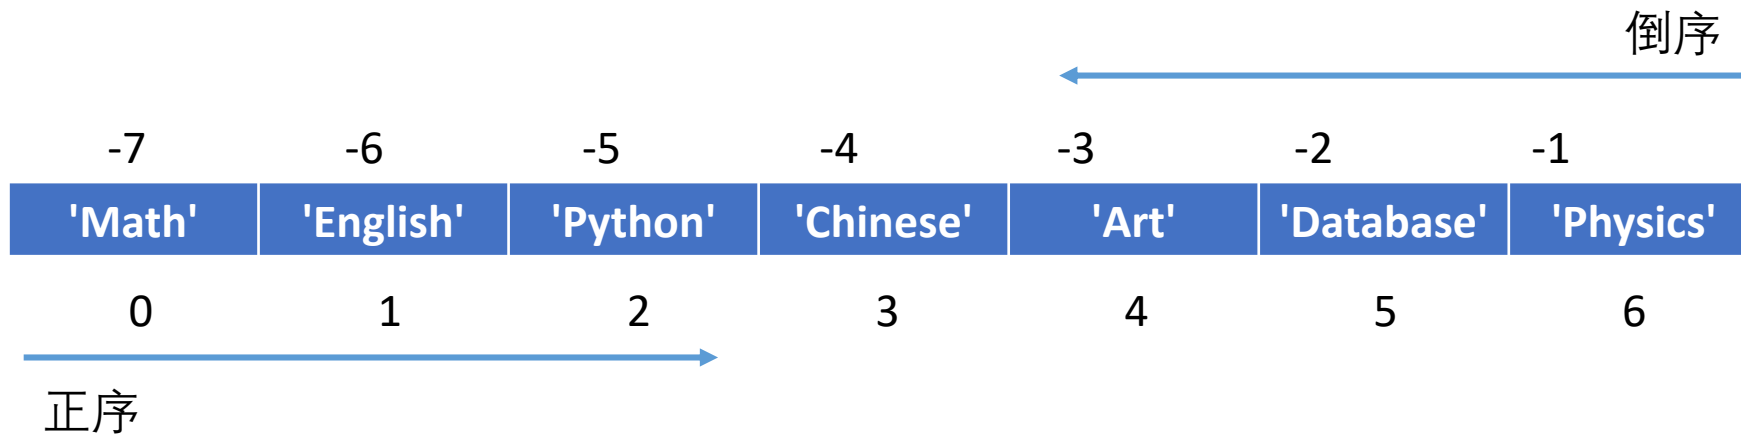 倒序
-7 -6 -5 -4 -3 -2 -1
'Math' 'English' 'Python' 'Chinese' 'Art' 'Database' 'Physics'
0 1 2 3 4 5 6
正序